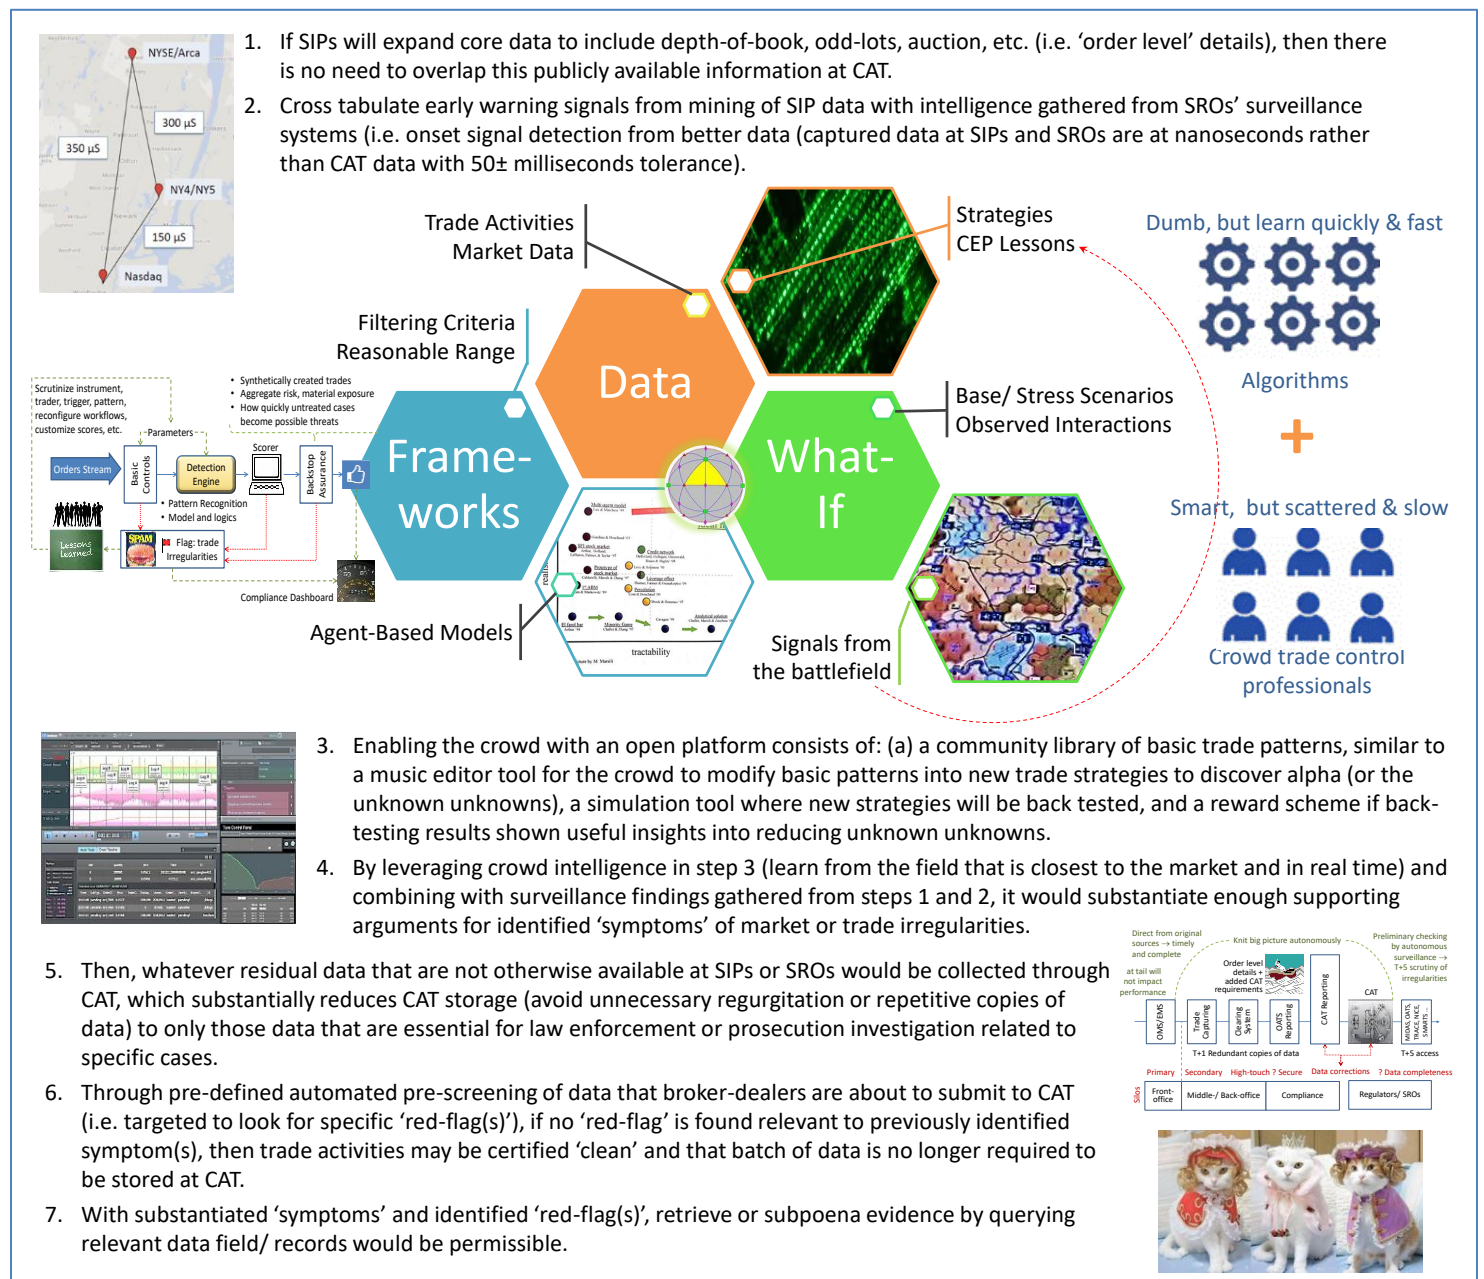 1. If SIPs will expand core data to include depth-of-book, odd-lots, auction, etc. (i.e. ‘order level’ details), then there
is no need to overlap this publicly available information at CAT.
2. Cross tabulate early warning signals from mining of SIP data with intelligence gathered from SROs’ surveillance
systems (i.e. onset signal detection from better data (captured data at SIPs and SROs are at nanoseconds rather
than CAT data with 50± milliseconds tolerance).
NYSE/Arca
300 µS
350 µS
NY4/NY5
150 µS
Nasdaq
Trade Activities
Market Data
Strategies
CEP Lessons
Filtering Criteria
Reasonable Range
Data
Frame-
works
What-
If
Base/ Stress Scenarios
Observed Interactions
Agent-Based Models
Signals from
the battlefield
Dumb, but learn quickly & fast
Algorithms
+
Smart, but scattered & slow
Crowd trade control
professionals
Scrutinize instrument,
trader, trigger, pattern,
reconfigure workflows,
customize scores, etc.
• Synthetically created trades
• Aggregate risk, material exposure
• How quickly untreated cases
become possible threats
Parameters
Scorer
Orders Stream
Basic
Controls
Detection
Engine
Backstop
Assurance
• Pattern Recognition
• Model and logics
Lessons
Learned
SPAM
Flag: trade
Irregularities
Compliance Dashboard
Multi-agent model
Credit network
Leverage effect
Percolation
Minority Game
Analytical solution
El farol bar
tractability
3. Enabling the crowd with an open platform consists of: (a) a community library of basic trade patterns, similar to
a music editor tool for the crowd to modify basic patterns into new trade strategies to discover alpha (or the
unknown unknowns), a simulation tool where new strategies will be back tested, and a reward scheme if back-
testing results shown useful insights into reducing unknown unknowns.
4. By leveraging crowd intelligence in step 3 (learn from the field that is closest to the market and in real time) and
combining with surveillance findings gathered from steps 1 and 2, it would substantiate enough supporting
arguments for identified ‘symptoms’ of market or trade irregularities.
5. Then, whatever residual data that are not otherwise available at SIPs or SROs would be collected through
CAT, which substantially reduces CAT storage (avoid unnecessary regurgitation or repetitive copies of
data) to only those data that are essential for law enforcement or prosecution investigation related to
specific cases.
6. Through pre-defined automated pre-screening of data that broker-dealers are about to submit to CAT
(i.e. targeted to look for specific ‘red-flag(s)’), if no ‘red-flag’ is found relevant to previously identified
symptom(s), then trade activities may be certified ‘clean’ and that batch of data is no longer required to
be stored at CAT.
7. With substantiated ‘symptoms’ and identified ‘red-flag(s)’, retrieve or subpoena evidence by querying
relevant data field/ records would be permissible.
Direct from original
sources → timely
and complete
Knit big picture autonomously
Preliminary checking
by autonomous
surveillance →
T+5 scrutiny of
irregularities
at tail will
not impact
performance
Order level
details +
added CAT
requirements
CAT
OMS/EMS
Trade
Capturing
Clearing
System
OATS
Reporting
CAT Reporting
MIDAS, OATS,
TRACE, NICE,
SMARTS ...
T+1 Redundant copies of data
T+5 access
Primary Secondary High-touch ? Secure Data corrections ? Data completeness
Silos
Front-
office
Middle-/ Back-office
Compliance
Regulators/ SROs